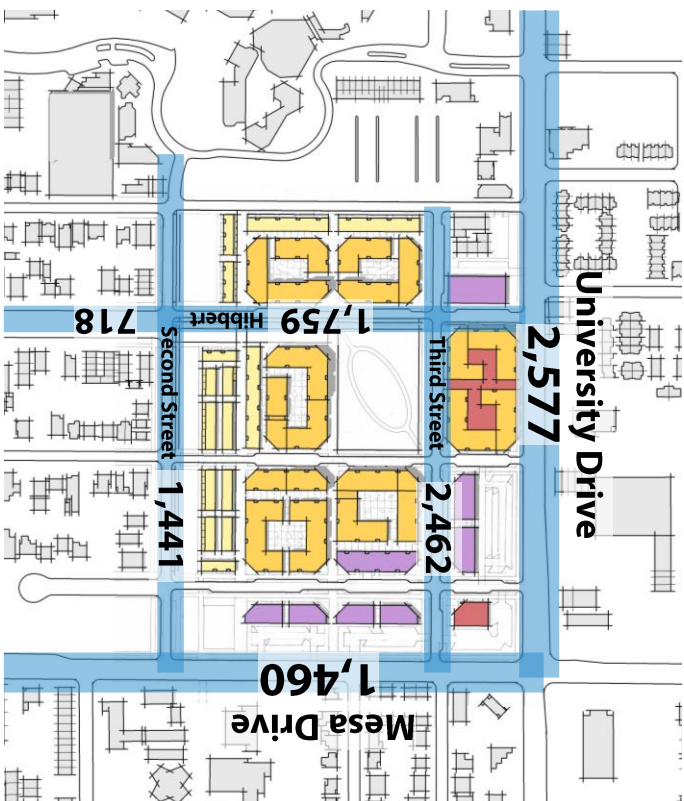 718
Hibbert
1,759
Second Street
1,441
Third Street
2,462
University Drive
2,577
1,460
Mesa Drive